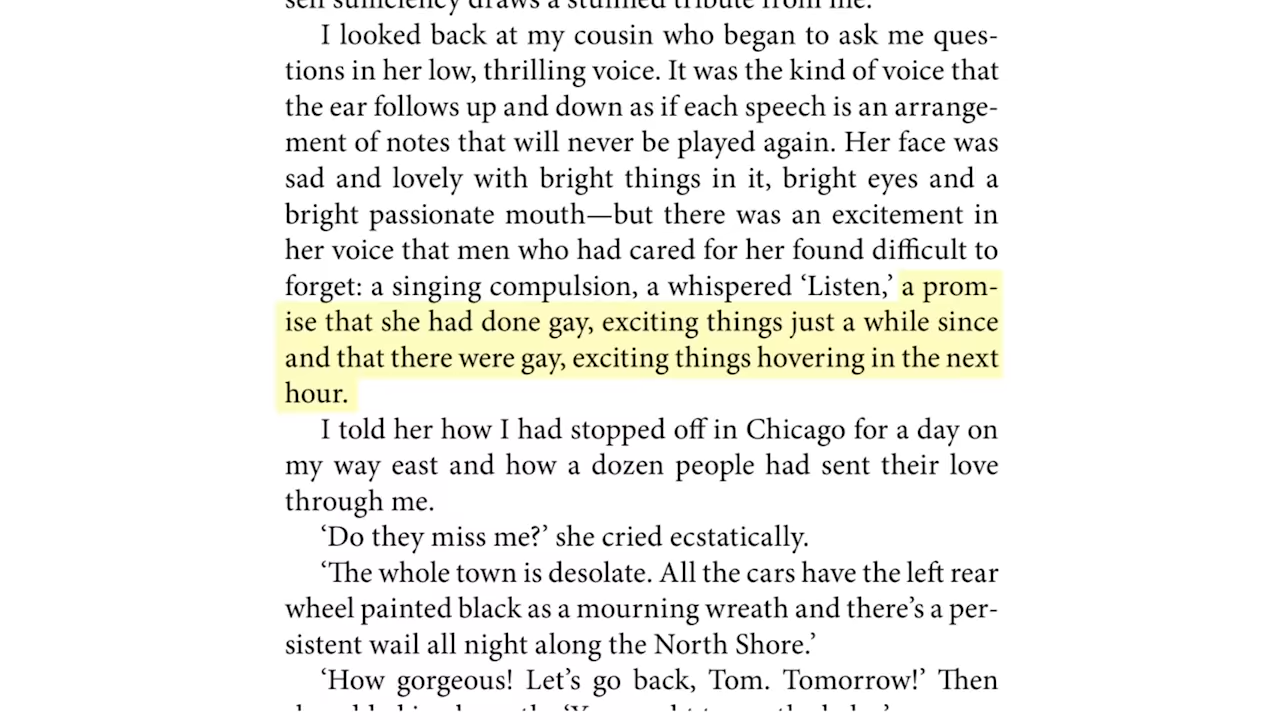 self sufficiency draws a stunned tribute from me.
I looked back at my cousin who began to ask me ques-
tions in her low, thrilling voice. It was the kind of voice that
the ear follows up and down as if each speech is an arrange-
ment of notes that will never be played again. Her face was
sad and lovely with bright things in it, bright eyes and a
bright passionate mouth—but there was an excitement in
her voice that men who had cared for her found difficult to
forget: a singing compulsion, a whispered ‘Listen,’ a prom-
ise that she had done gay, exciting things just a while since
and that there were gay, exciting things hovering in the next
hour.
I told her how I had stopped off in Chicago for a day on
my way east and how a dozen people had sent their love
through me.
‘Do they miss me?’ she cried ecstatically.
‘The whole town is desolate. All the cars have the left rear
wheel painted black as a mourning wreath and there’s a per-
sistent wail all night along the North Shore.’
‘How gorgeous! Let’s go back, Tom. Tomorrow!’ Then